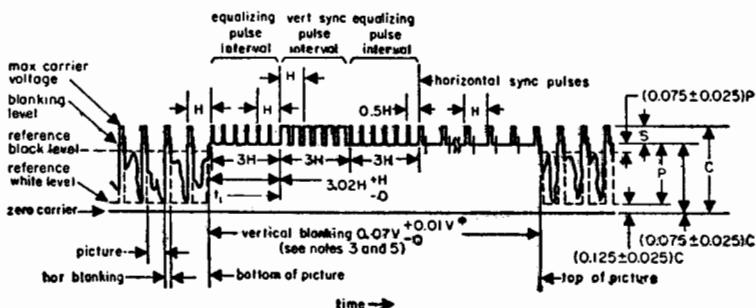 equalizing vert sync equalizing
pulse pulse pulse
interval interval interval
max carrier
voltage
blanking
level
reference
black level
reference
white level
zero carrier
H
H
H
horizontal sync pulses
0.5H
H
(0.075±0.025)P
S
C
P
3H
3H
3H
3.02H +H -0
t₁
vertical blanking 0.07V +0.01V * -0
(see notes 3 and 5)
(0.075±0.025)C
(0.125±0.025)C
picture
hor blanking
bottom of picture
top of picture
time